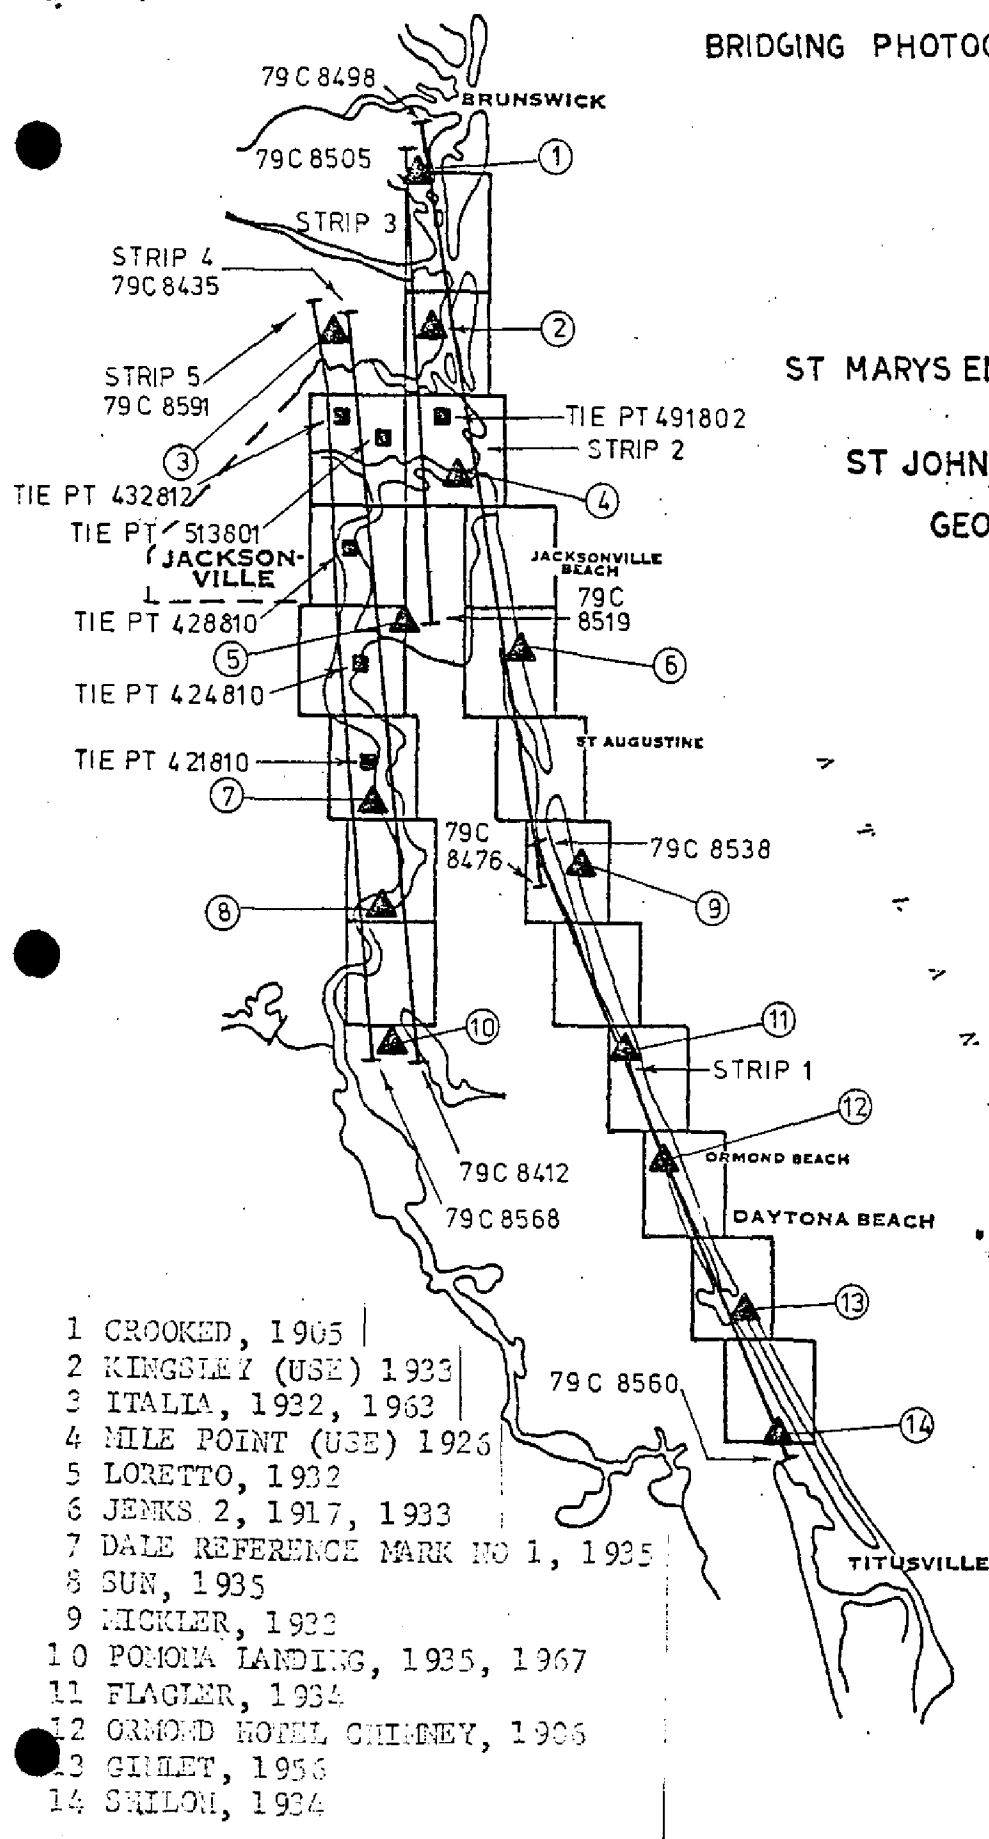 BRIDGING PHOTOG
79 C 8498
BRUNSWICK
79C 8505
1
STRIP 3
STRIP 4
79C 8435
2
STRIP 5
79C 8591
ST MARYS EN
TIE PT 491802
STRIP 2
3
ST JOHN
4
TIE PT 432812
TIE PT 513801
GEO
JACKSON-
VILLE
JACKSONVILLE
BEACH
79C
8519
TIE PT 428810
5
6
TIE PT 424810
ST AUGUSTINE
TIE PT 421810
7
79C
8476
79C 8538
8
9
10
11
STRIP 1
12
ORMOND BEACH
79C 8412
79C 8568
DAYTONA BEACH
13
79C 8560
14
TITUSVILLE
1 CROOKED, 1905
2 KINGSLEY (USE) 1933
3 ITALIA, 1932, 1963
4 MILE POINT (USE) 1926
5 LORETTO, 1932
6 JENKS 2, 1917, 1933
7 DALE REFERENCE MARK NO 1, 1935
8 SUN, 1935
9 MICKLER, 1933
10 POMONA LANDING, 1935, 1967
11 FLAGLER, 1934
12 ORMOND HOTEL CHIMNEY, 1906
13 GIMLET, 1956
14 SHILOH, 1934